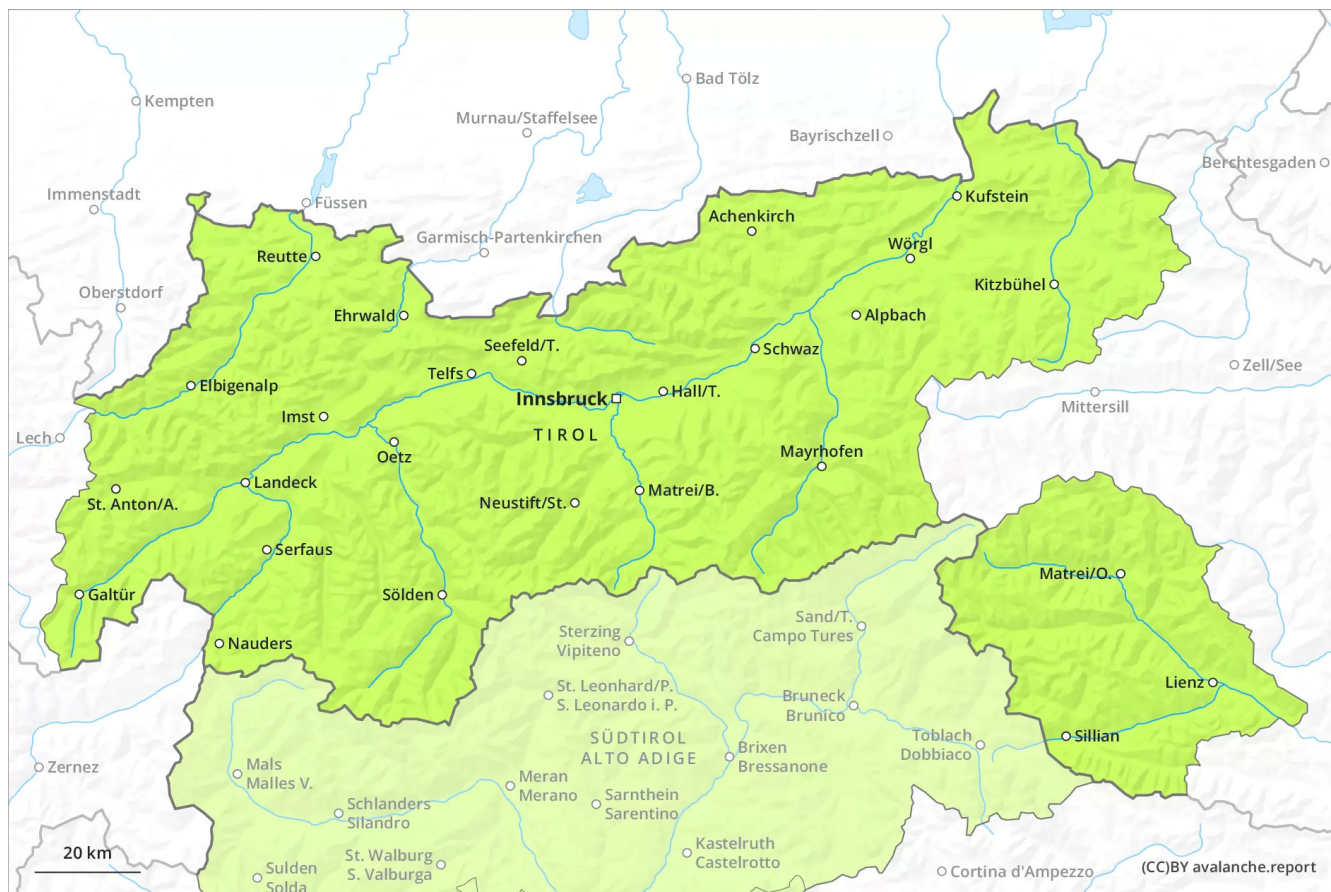 Bad Tölz
Kempten
Murnau/Staffelsee
Bayrischzell
Berchtesgaden
Immenstadt
Füssen
Kufstein
Achenkirch
Garmisch-Partenkirchen
Wörgl
Reutte
Kitzbühel
Oberstdorf
Ehrwald
Alpbach
Seefeld/T.
Schwaz
Zell/See
Telfs
Elbigenalp
Hall/T.
Innsbruck
Mittersill
Imst
TIROL
Lech
Oetz
Mayrhofen
Landeck
Matrei/B.
St. Anton/A.
Neustift/St.
Serfaus
Matrei/O.
Galtür
Sölden
Sand/T.
Campo Tures
Sterzing
Vipiteno
Nauders
Lienz
St. Leonhard/P.
S. Leonardo i. P.
Bruneck
Brunico
Sillian
SÜDTIROL
ALTO ADIGE
Toblach
Dobbiaco
Brixen
Bressanone
Zernez
Mals
Malles V.
Meran
Merano
Sarnthein
Sarentino
Schlanders
Silandro
Kastelruth
Castelrotto
20 km
St. Walburg
S. Valburga
Sulden
Solda
Cortina d'Ampezzo
(CC)BY avalanche.report